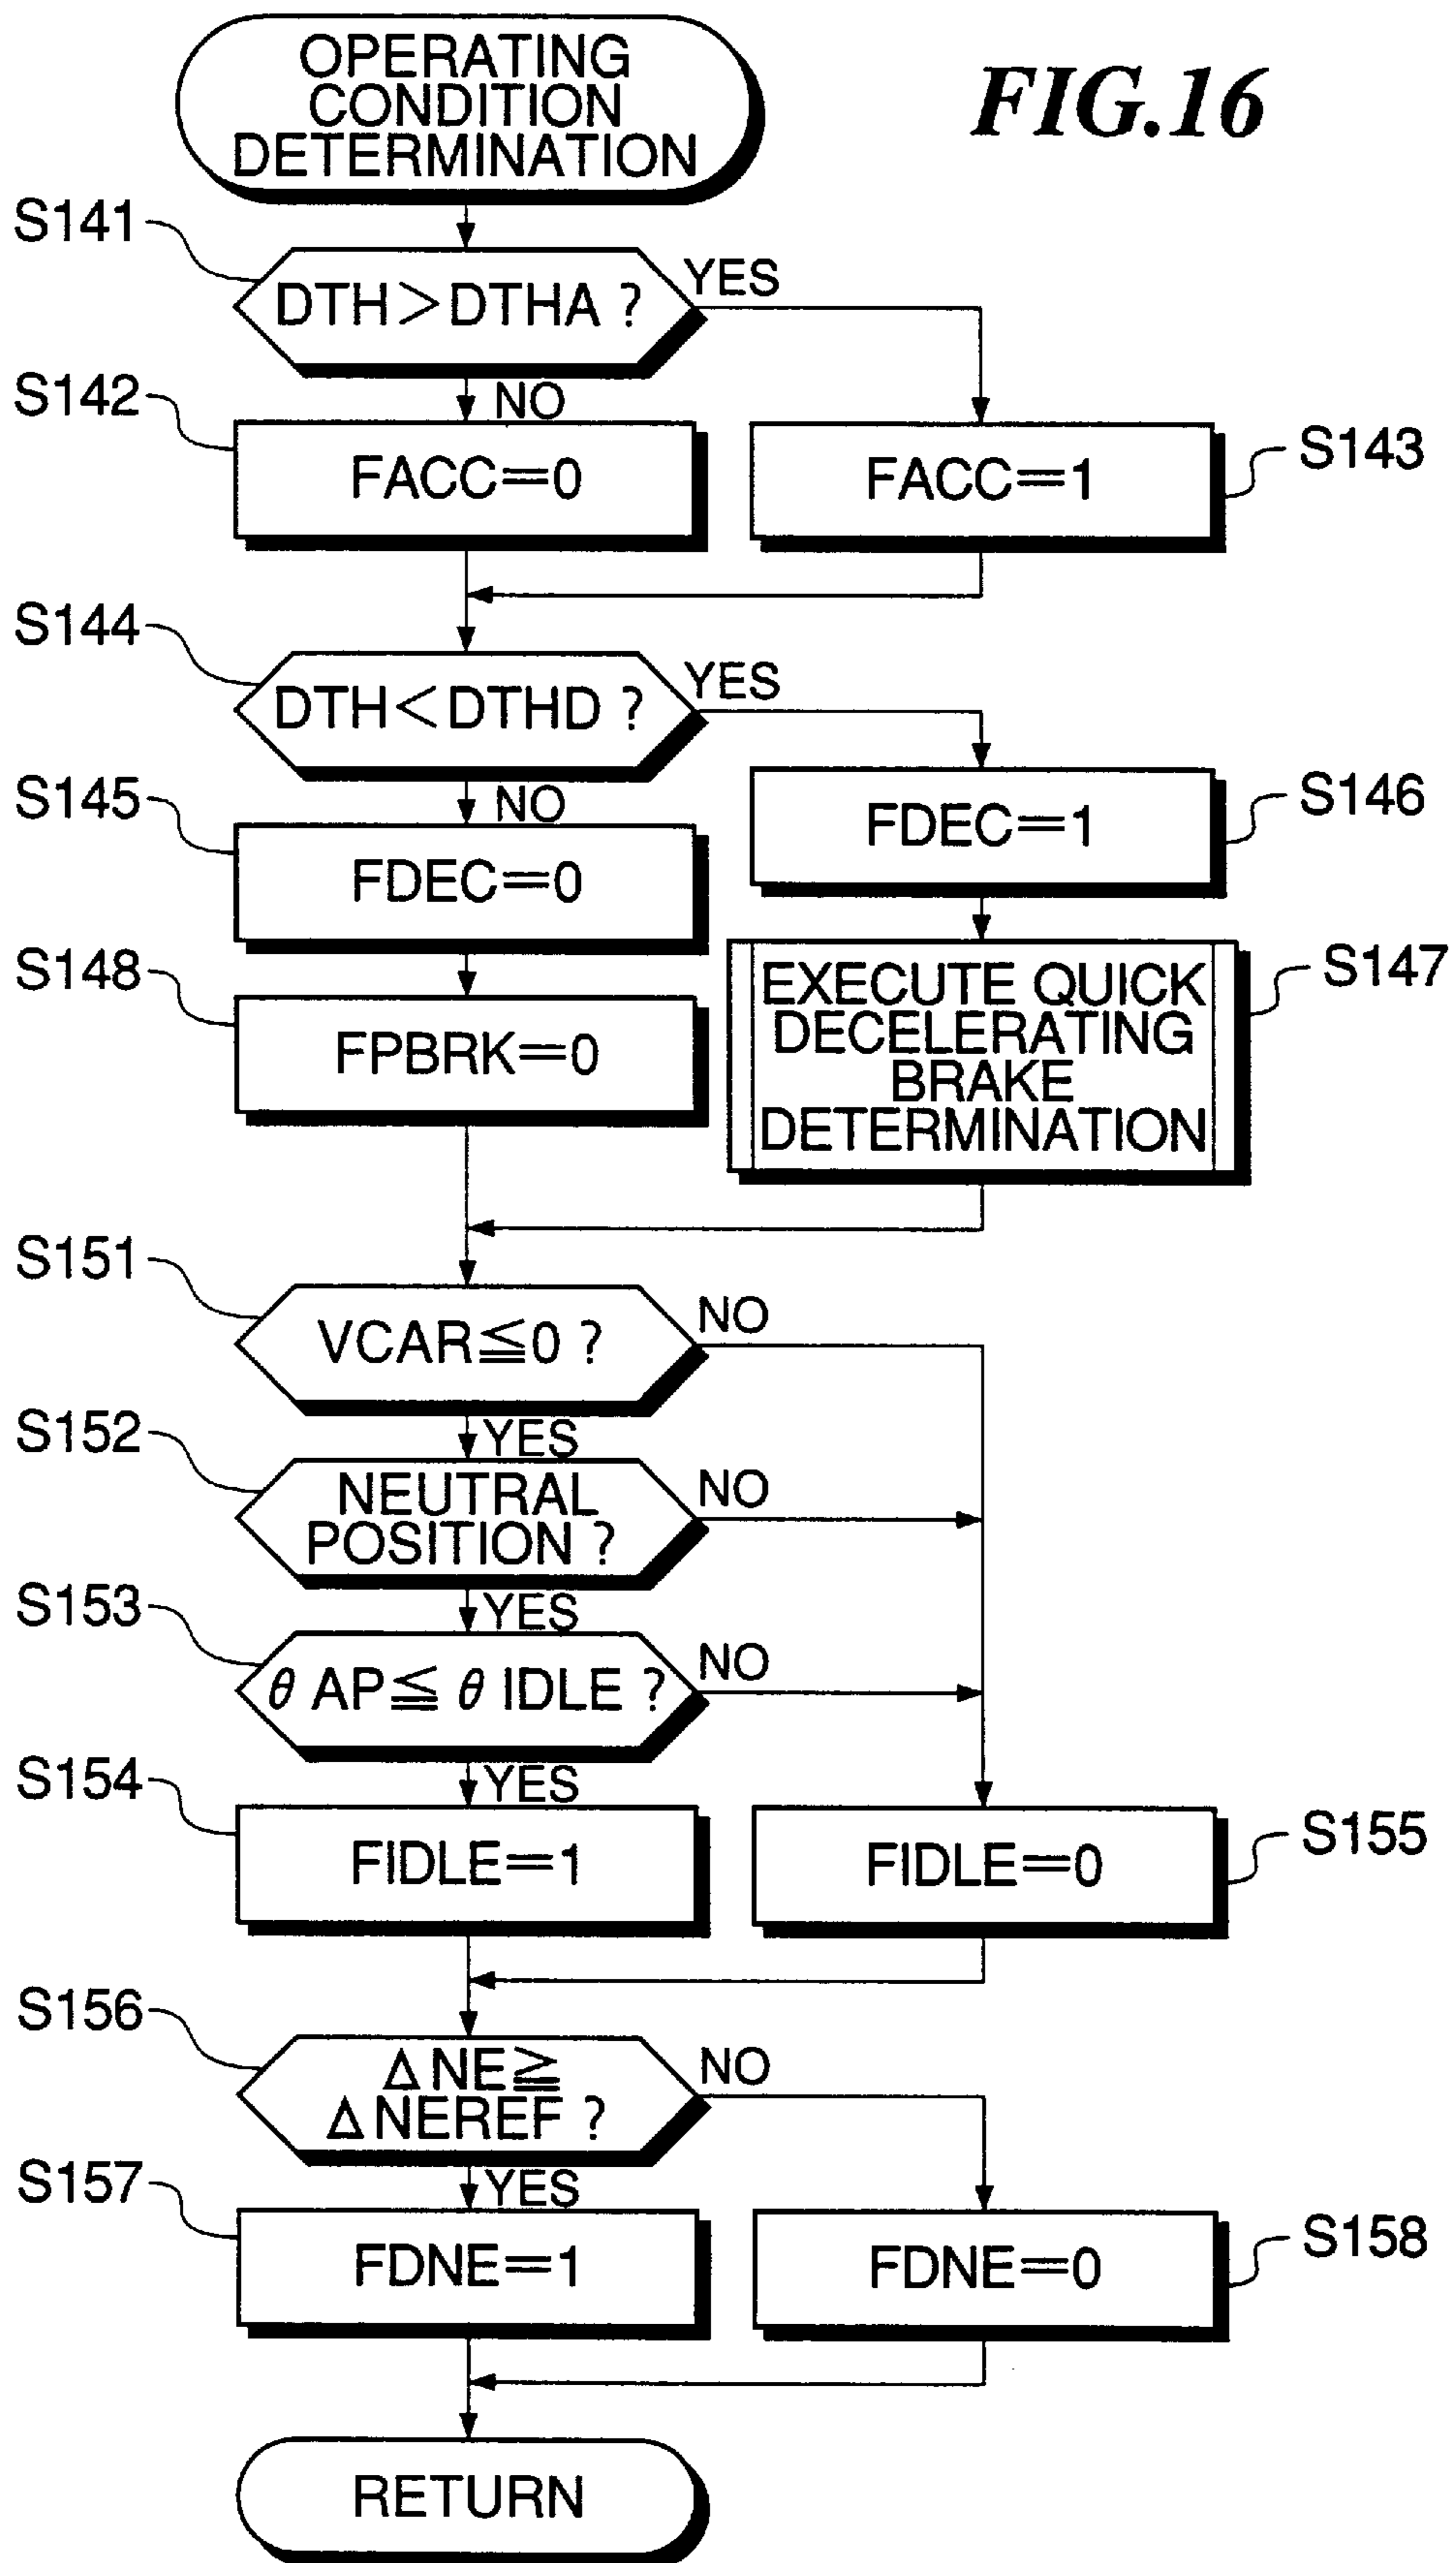 OPERATING
CONDITION
DETERMINATION
FIG.16
S141
DTH>DTHA ?
YES
NO
S142
FACC=0
FACC=1
S143
S144
DTH<DTHD ?
YES
NO
S145
FDEC=0
FDEC=1
S146
S148
FPBRK=0
EXECUTE QUICK
DECELERATING
BRAKE
DETERMINATION
S147
S151
VCAR≦0 ?
NO
YES
S152
NEUTRAL
POSITION ?
NO
YES
S153
θ AP≦ θ IDLE ?
NO
YES
S154
FIDLE=1
FIDLE=0
S155
S156
Δ NE≧
Δ NEREF ?
NO
YES
S157
FDNE=1
FDNE=0
S158
RETURN